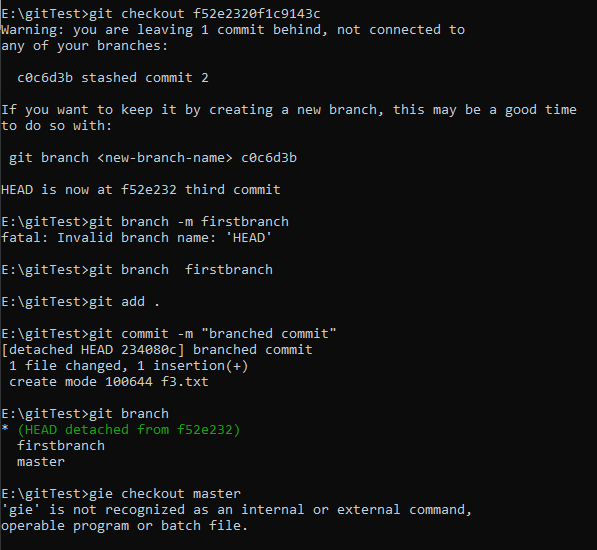 E:\gitTest>git checkout f52e2320f1c9143c
Warning: you are leaving 1 commit behind, not connected to
any of your branches:
c0c6d3b stashed commit 2
If you want to keep it by creating a new branch, this may be a good time
to do so with:
git branch <new-branch-name> c0c6d3b
HEAD is now at f52e232 third commit
E:\gitTest>git branch -m firstbranch
fatal: Invalid branch name: 'HEAD'
E:\gitTest>git branch  firstbranch
E:\gitTest>git add .
E:\gitTest>git commit -m "branched commit"
[detached HEAD 234080c] branched commit
1 file changed, 1 insertion(+)
create mode 100644 f3.txt
E:\gitTest>git branch
* (HEAD detached from f52e232)
firstbranch
master
E:\gitTest>gie checkout master
'gie' is not recognized as an internal or external command,
operable program or batch file.